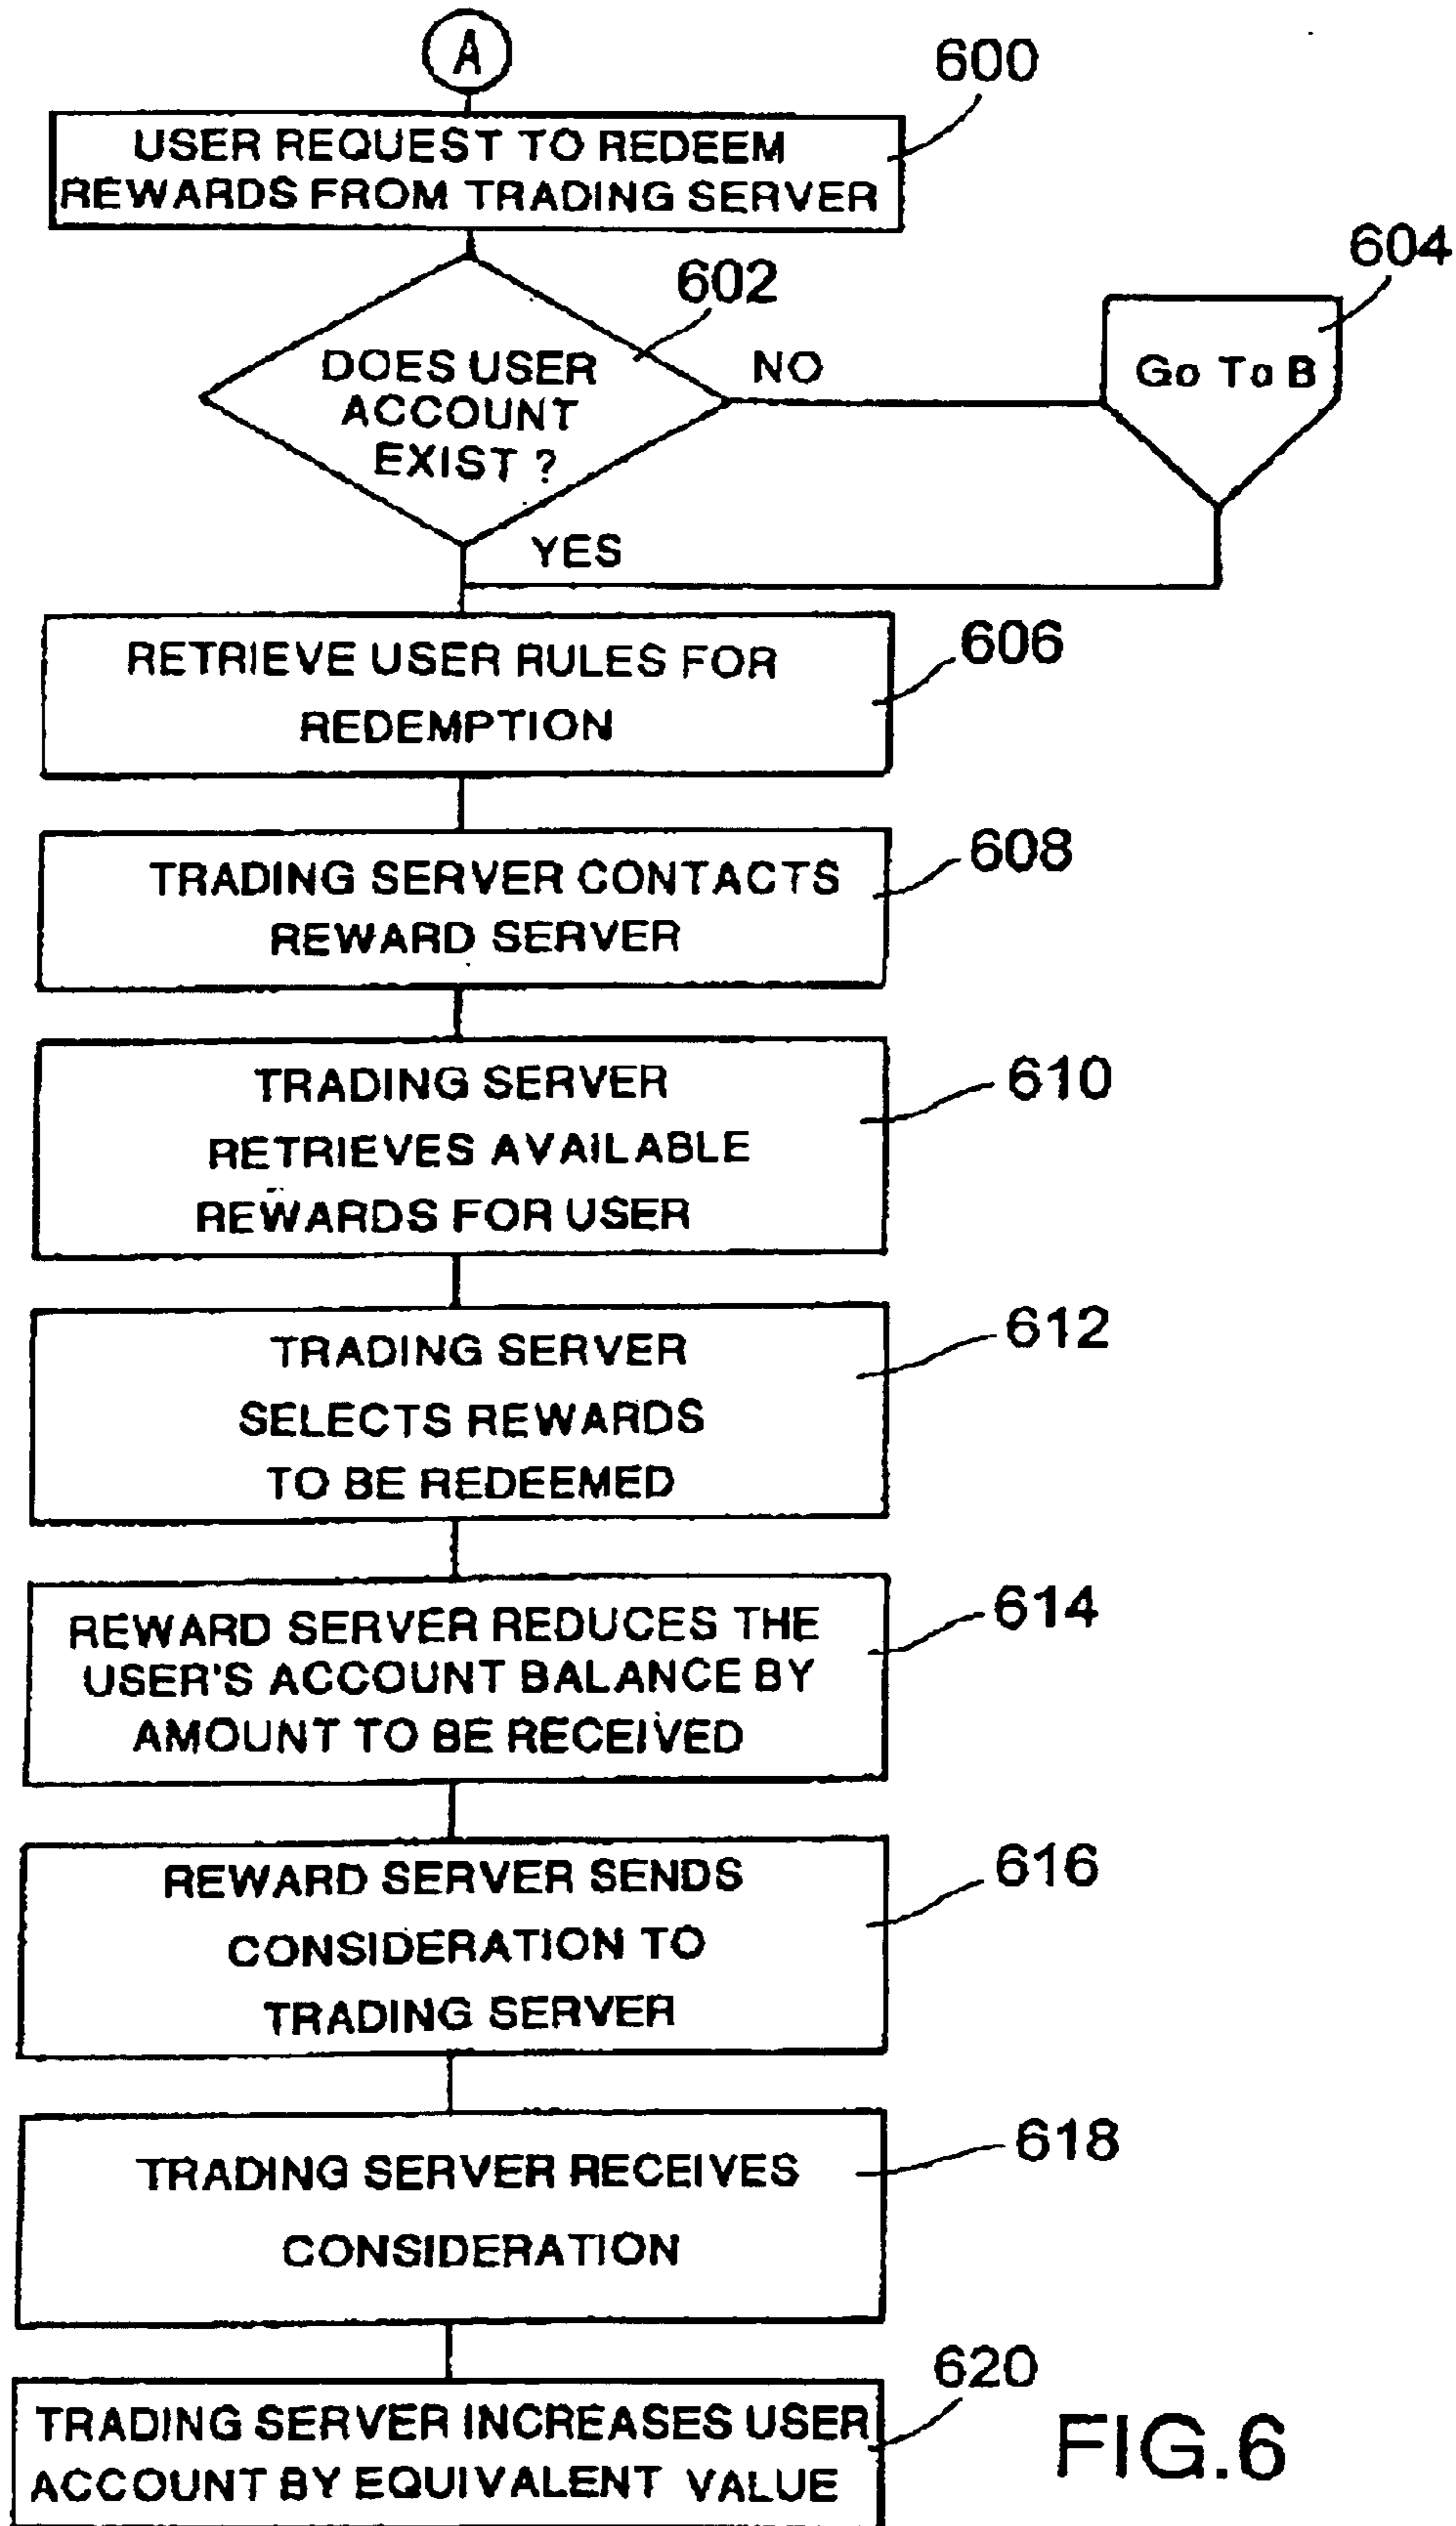 A
600
USER REQUEST TO REDEEM
REWARDS FROM TRADING SERVER
602
604
DOES USER
ACCOUNT
EXIST ?
NO
Go To B
YES
RETRIEVE USER RULES FOR
REDEMPTION
606
TRADING SERVER CONTACTS
REWARD SERVER
608
TRADING SERVER
RETRIEVES AVAILABLE
REWARDS FOR USER
610
TRADING SERVER
SELECTS REWARDS
TO BE REDEEMED
612
REWARD SERVER REDUCES THE
USER'S ACCOUNT BALANCE BY
AMOUNT TO BE RECEIVED
614
REWARD SERVER SENDS
CONSIDERATION TO
TRADING SERVER
616
TRADING SERVER RECEIVES
CONSIDERATION
618
TRADING SERVER INCREASES USER
ACCOUNT BY EQUIVALENT VALUE
620
FIG.6